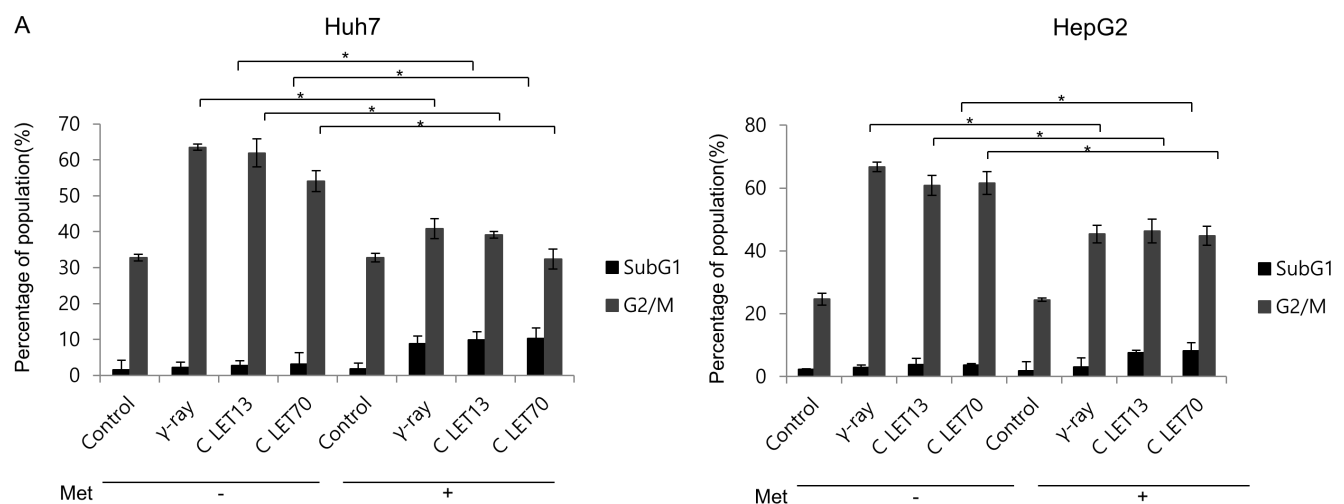 A
Huh7
*
*
*
*
*
Percentage of population(%)
70
60
50
40
30
20
10
0
SubG1
G2/M
Control
γ-ray
C LET13
C LET70
Control
γ-ray
C LET13
C LET70
Met
-
+
HepG2
*
*
*
*
Percentage of population(%)
80
60
40
20
0
SubG1
G2/M
Control
γ-ray
C LET13
C LET70
Control
γ-ray
C LET13
C LET70
Met
-
+